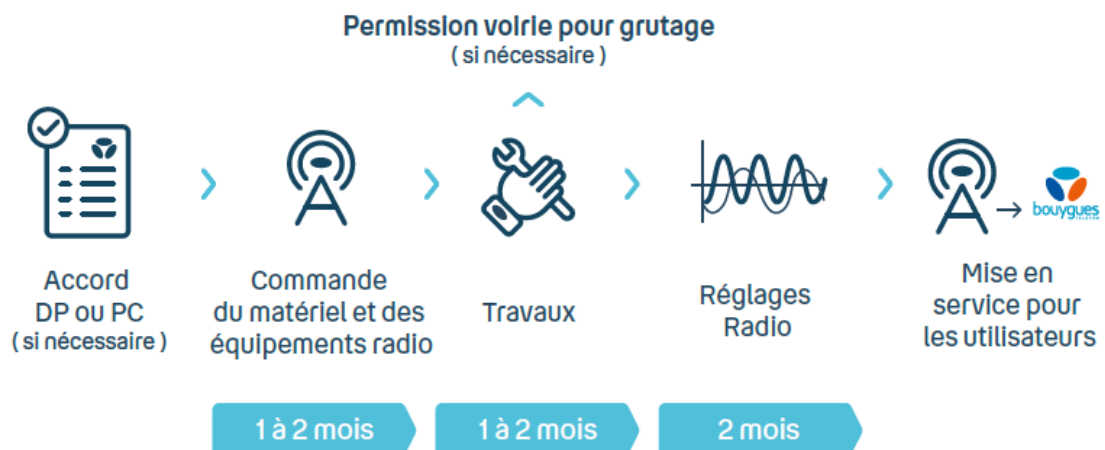 Permission voirie pour grutage
( si nécessaire )
Accord
DP ou PC
( si nécessaire )
Commande
du matériel et des
équipements radio
Travaux
Réglages
Radio
bouygues
TELECOM
Mise en
service pour
les utilisateurs
1 à 2 mois
1 à 2 mois
2 mois